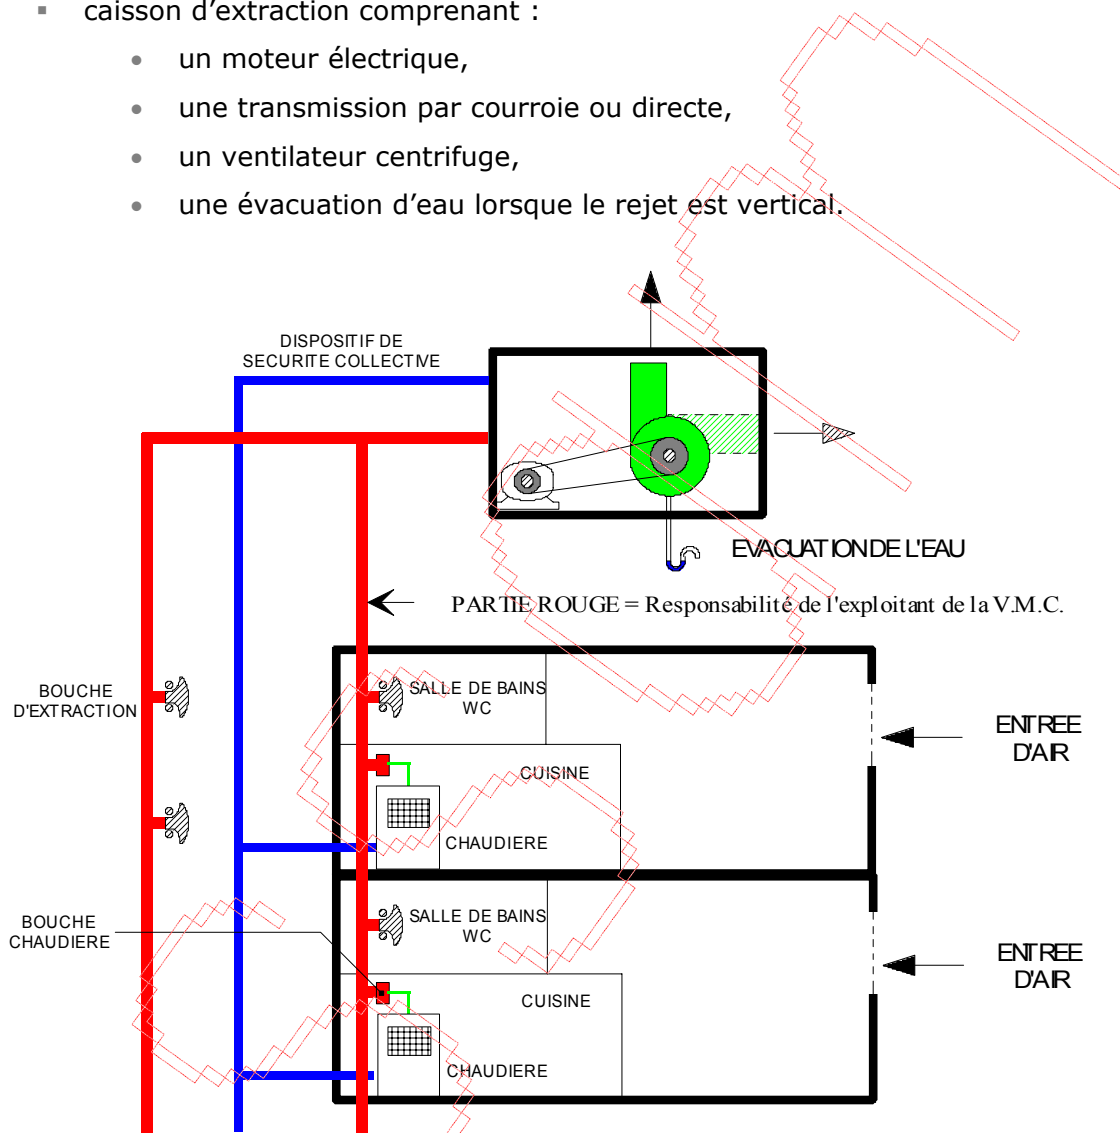 ▪ caisson d'extraction comprenant :
• un moteur électrique,
• une transmission par courroie ou directe,
• un ventilateur centrifuge,
• une évacuation d'eau lorsque le rejet est vertical.
DISPOSITIF DE
SECURITE COLLECTIVE
EVACUATION DE L'EAU
PARTIE ROUGE = Responsabilité de l'exploitant de la V.M.C.
BOUCHE
D'EXTRACTION
SALLE DE BAINS
WC
ENTREE
D'AIR
CUISINE
CHAUDIERE
SALLE DE BAINS
WC
BOUCHE
CHAUDIERE
ENTREE
D'AIR
CUISINE
CHAUDIERE